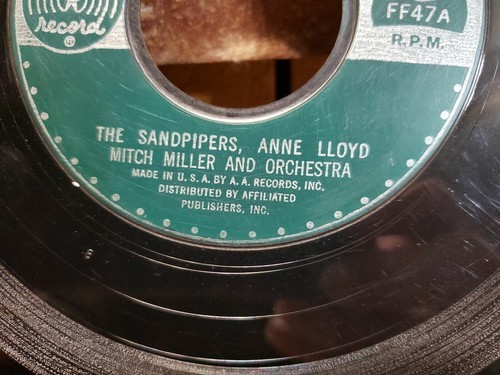 record ®
FF47A
R.P.M.
THE SANDPIPERS, ANNE LLOYD
MITCH MILLER AND ORCHESTRA
MADE IN U. S. A. BY A. A. RECORDS, INC.
DISTRIBUTED BY AFFILIATED
PUBLISHERS, INC.